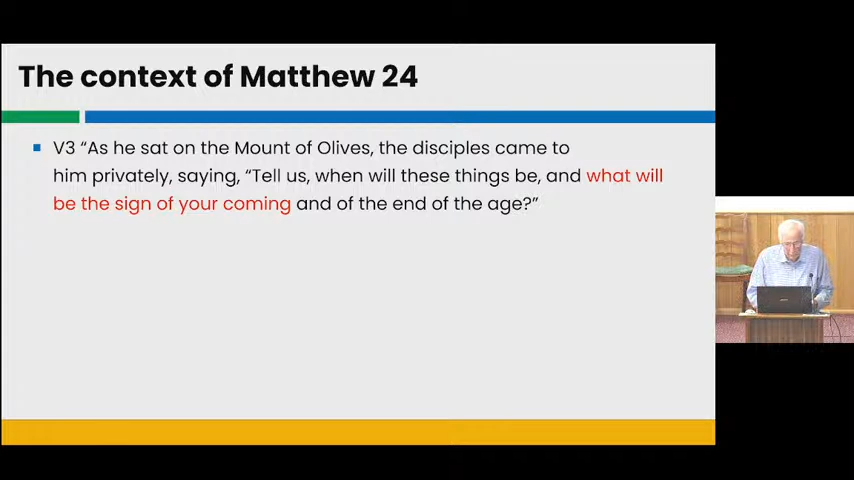 The context of Matthew 24
V3 “As he sat on the Mount of Olives, the disciples came to
him privately, saying, “Tell us, when will these things be, and what will
be the sign of your coming and of the end of the age?”